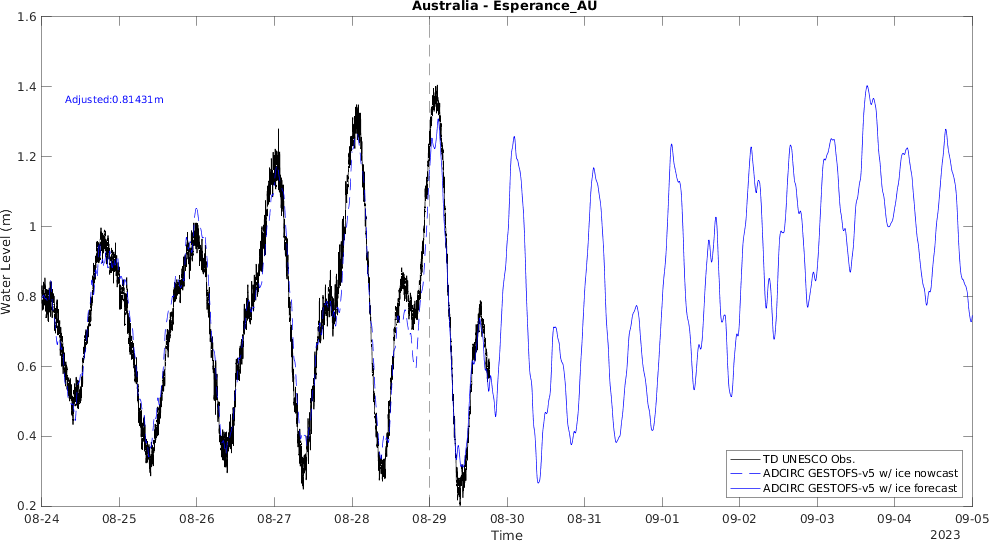 Australia - Esperance_AU
1.6
1.4
1.2
1
0.8
0.6
0.4
0.2
Water Level (m)
Adjusted:0.81431m
TD UNESCO Obs.
ADCIRC GESTOFS-v5 w/ ice nowcast
ADCIRC GESTOFS-v5 w/ ice forecast
08-24 08-25 08-26 08-27 08-28 08-29 08-30 08-31 09-01 09-02 09-03 09-04 09-05
Time
2023